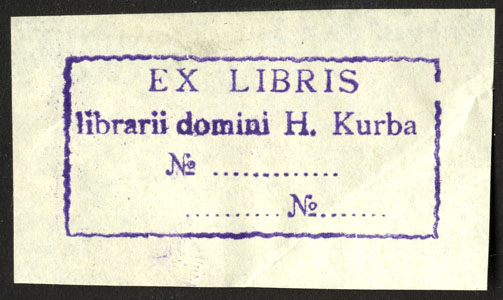 EX LIBRIS
librarii domini H. Kurba
№ .............
.......... №.......